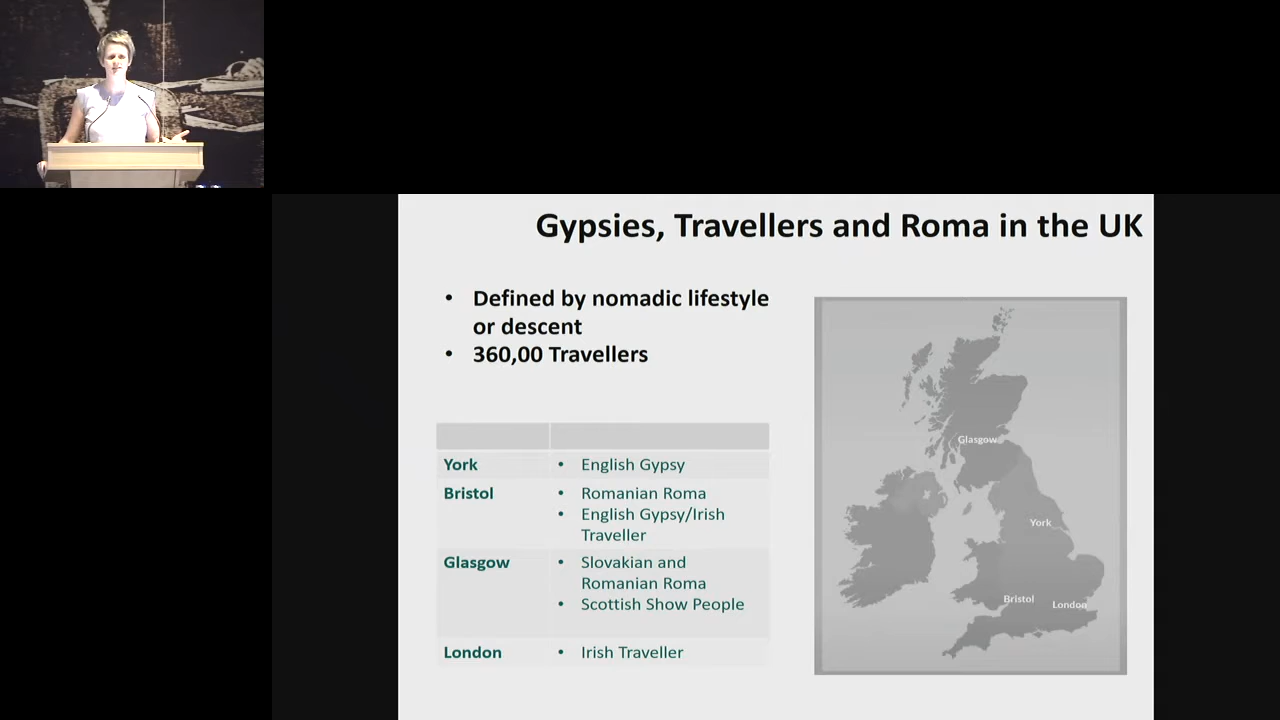 Gypsies, Travellers and Roma in the UK
• Defined by nomadic lifestyle
or descent
• 360,00 Travellers
York
• English Gypsy
Bristol
• Romanian Roma
• English Gypsy/Irish
Traveller
Glasgow
• Slovakian and
Romanian Roma
• Scottish Show People
London
• Irish Traveller
Glasgow
York
Bristol
London